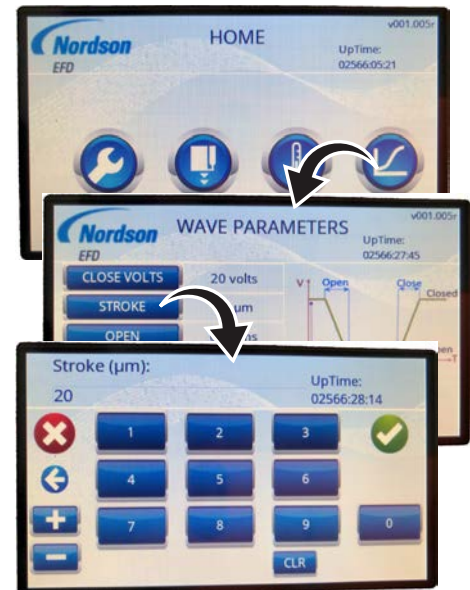 Nordson
EFD
HOME
v001.005r
UpTime:
02566:05:21
Nordson
EFD
WAVE PARAMETERS
v001.005r
UpTime:
02566:27:45
CLOSE VOLTS 20 volts
STROKE um
OPEN ms
V Open Close
Closed
T
Stroke (μm):
20
UpTime:
02566:28:14
1 2 3
4 5 6
7 8 9 0
CLR